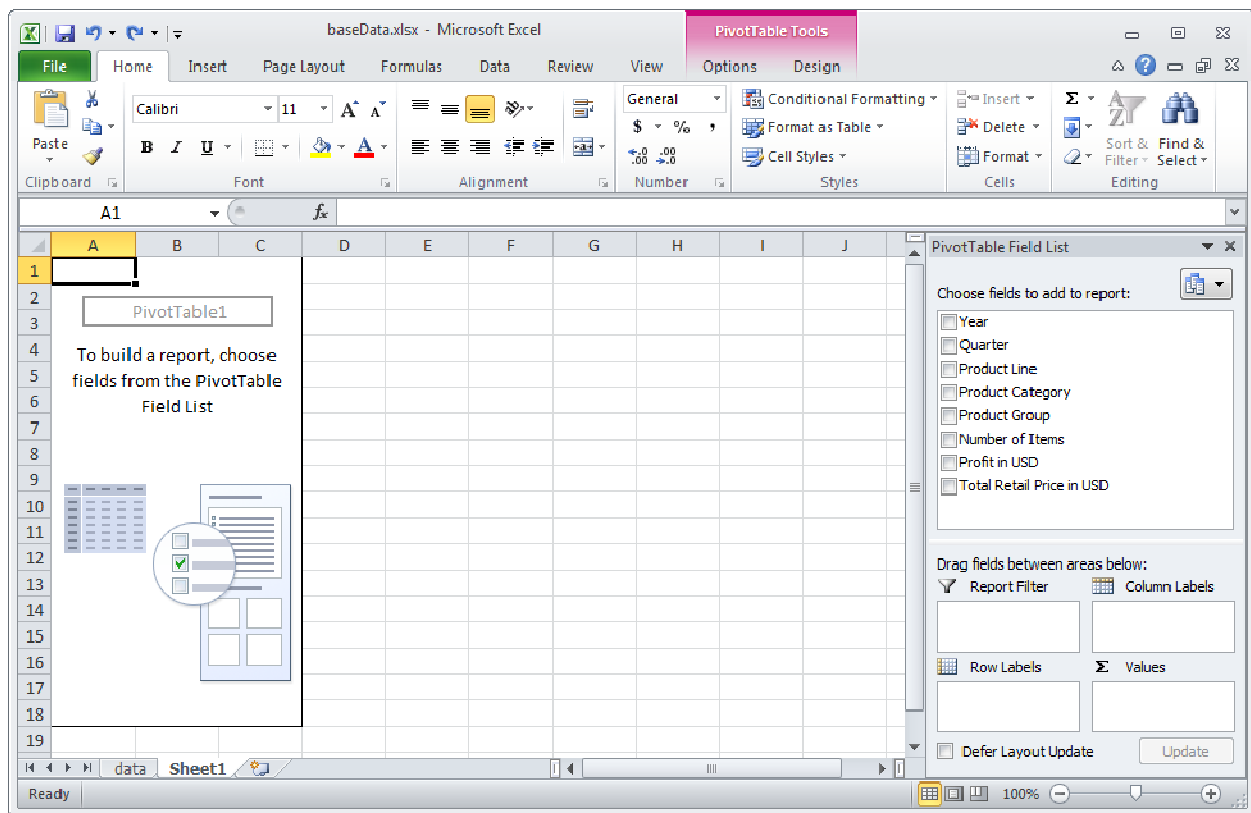 baseData.xlsx - Microsoft Excel
PivotTable Tools
File Home Insert Page Layout Formulas Data Review View Options Design
Calibri 11 A A General Conditional Formatting Insert Σ A Z
$ % , Format as Table Delete
Paste B I U A .0 .00 .00 .0 Cell Styles Format Sort & Filter Find & Select
Clipboard Font Alignment Number Styles Cells Editing
A1 fx
A B C D E F G H I J
1
2
3
4
5
6
7
8
9
10
11
12
13
14
15
16
17
18
19
PivotTable1
To build a report, choose
fields from the PivotTable
Field List
PivotTable Field List
Choose fields to add to report:
Year
Quarter
Product Line
Product Category
Product Group
Number of Items
Profit in USD
Total Retail Price in USD
Drag fields between areas below:
Report Filter Column Labels
Row Labels Σ Values
Defer Layout Update Update
data Sheet1
Ready 100%